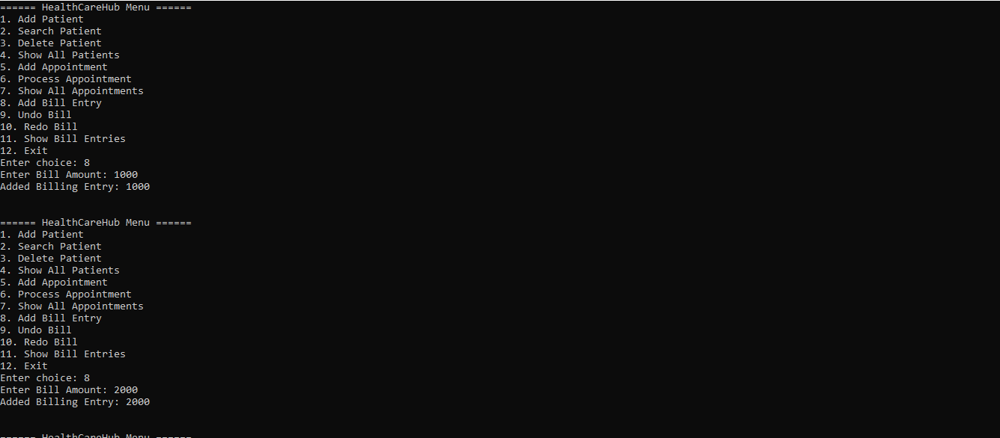 ====== HealthCareHub Menu ======
1. Add Patient
2. Search Patient
3. Delete Patient
4. Show All Patients
5. Add Appointment
6. Process Appointment
7. Show All Appointments
8. Add Bill Entry
9. Undo Bill
10. Redo Bill
11. Show Bill Entries
12. Exit
Enter choice: 8
Enter Bill Amount: 1000
Added Billing Entry: 1000
====== HealthCareHub Menu ======
1. Add Patient
2. Search Patient
3. Delete Patient
4. Show All Patients
5. Add Appointment
6. Process Appointment
7. Show All Appointments
8. Add Bill Entry
9. Undo Bill
10. Redo Bill
11. Show Bill Entries
12. Exit
Enter choice: 8
Enter Bill Amount: 2000
Added Billing Entry: 2000
====== HealthCareHub Menu ======